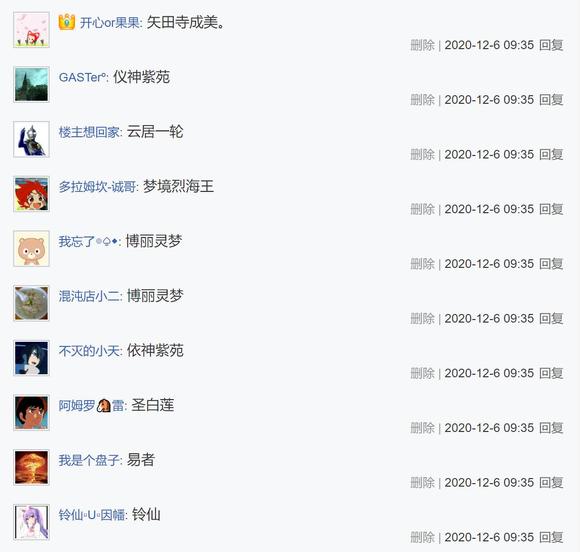 开心or果果: 矢田寺成美。
删除 | 2020-12-6 09:35 回复
GASTerº: 仪神紫苑
删除 | 2020-12-6 09:35 回复
楼主想回家: 云居一轮
删除 | 2020-12-6 09:35 回复
多拉姆坎-诚哥: 梦境烈海王
删除 | 2020-12-6 09:35 回复
我忘了: 博丽灵梦
删除 | 2020-12-6 09:35 回复
混沌店小二: 博丽灵梦
删除 | 2020-12-6 09:35 回复
不灭的小天: 依神紫苑
删除 | 2020-12-6 09:35 回复
阿姆罗雷: 圣白莲
删除 | 2020-12-6 09:35 回复
我是个盘子: 易者
删除 | 2020-12-6 09:35 回复
铃仙▫U▫因幡: 铃仙
删除 | 2020-12-6 09:35 回复